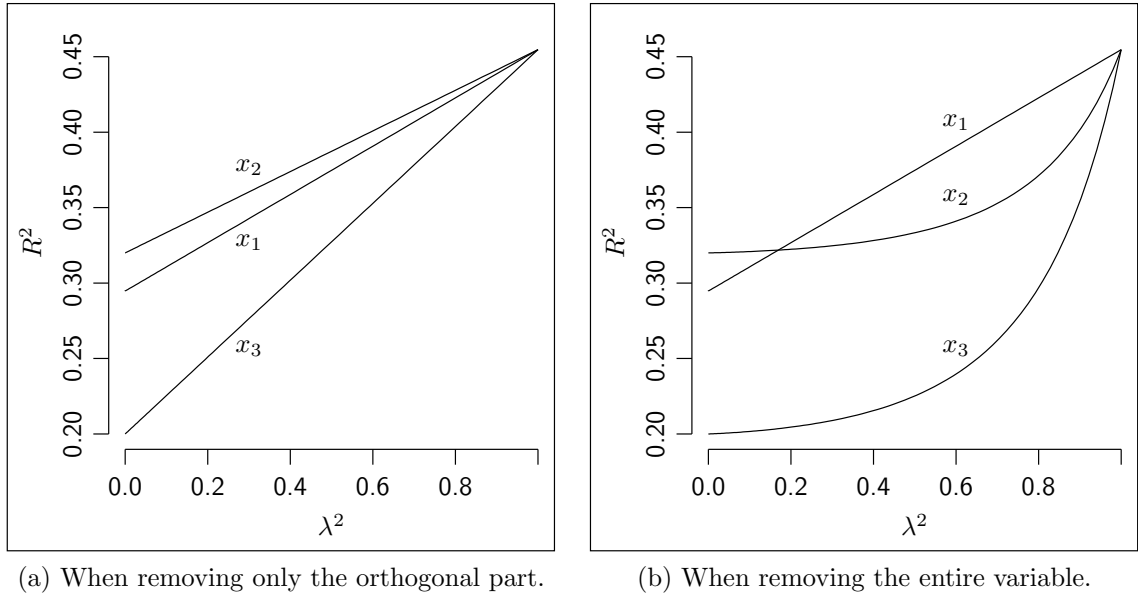 0.45
0.40
0.35
0.30
0.25
0.20
R²
x₂
x₁
x₃
0.0 0.2 0.4 0.6 0.8
λ²
(a) When removing only the orthogonal part.
0.45
0.40
0.35
0.30
0.25
0.20
R²
x₁
x₂
x₃
0.0 0.2 0.4 0.6 0.8
λ²
(b) When removing the entire variable.